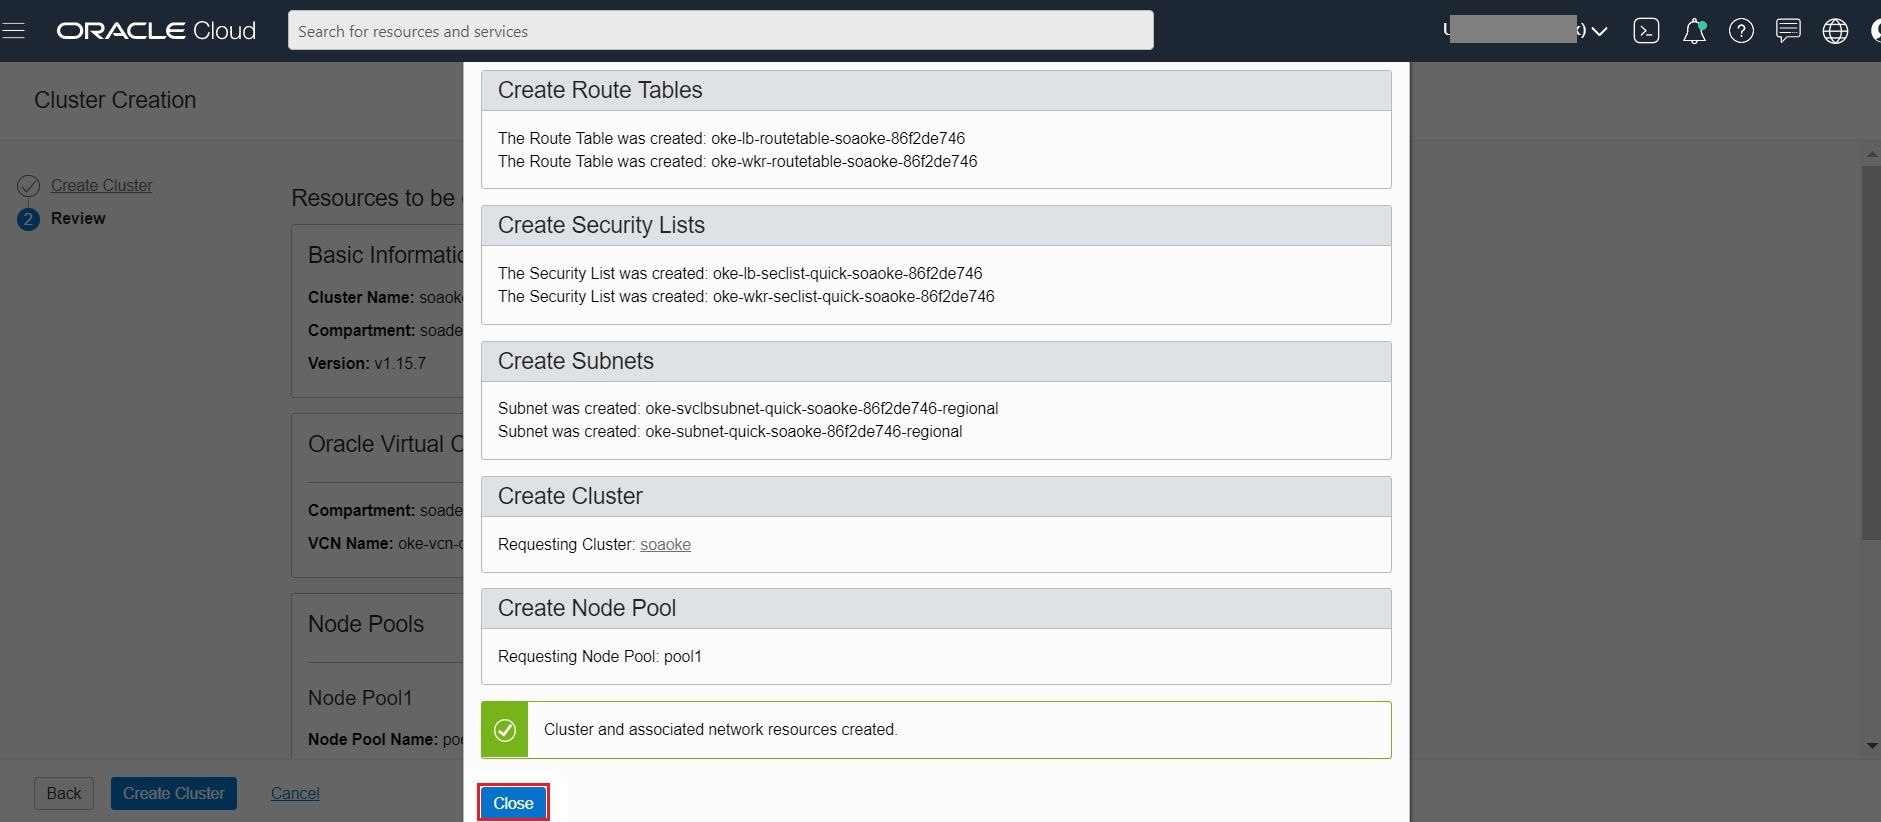 ORACLE Cloud
Search for resources and services
Cluster Creation
Create Cluster
2 Review
Resources to be
Basic Informatio
Cluster Name: soaoke
Compartment: soade
Version: v1.15.7
Oracle Virtual C
Compartment: soade
VCN Name: oke-vcn-
Node Pools
Node Pool1
Node Pool Name: poo
Back
Create Cluster
Cancel
Create Route Tables
The Route Table was created: oke-lb-routetable-soaoke-86f2de746
The Route Table was created: oke-wkr-routetable-soaoke-86f2de746
Create Security Lists
The Security List was created: oke-lb-seclist-quick-soaoke-86f2de746
The Security List was created: oke-wkr-seclist-quick-soaoke-86f2de746
Create Subnets
Subnet was created: oke-svclbsubnet-quick-soaoke-86f2de746-regional
Subnet was created: oke-subnet-quick-soaoke-86f2de746-regional
Create Cluster
Requesting Cluster: soaoke
Create Node Pool
Requesting Node Pool: pool1
Cluster and associated network resources created.
Close